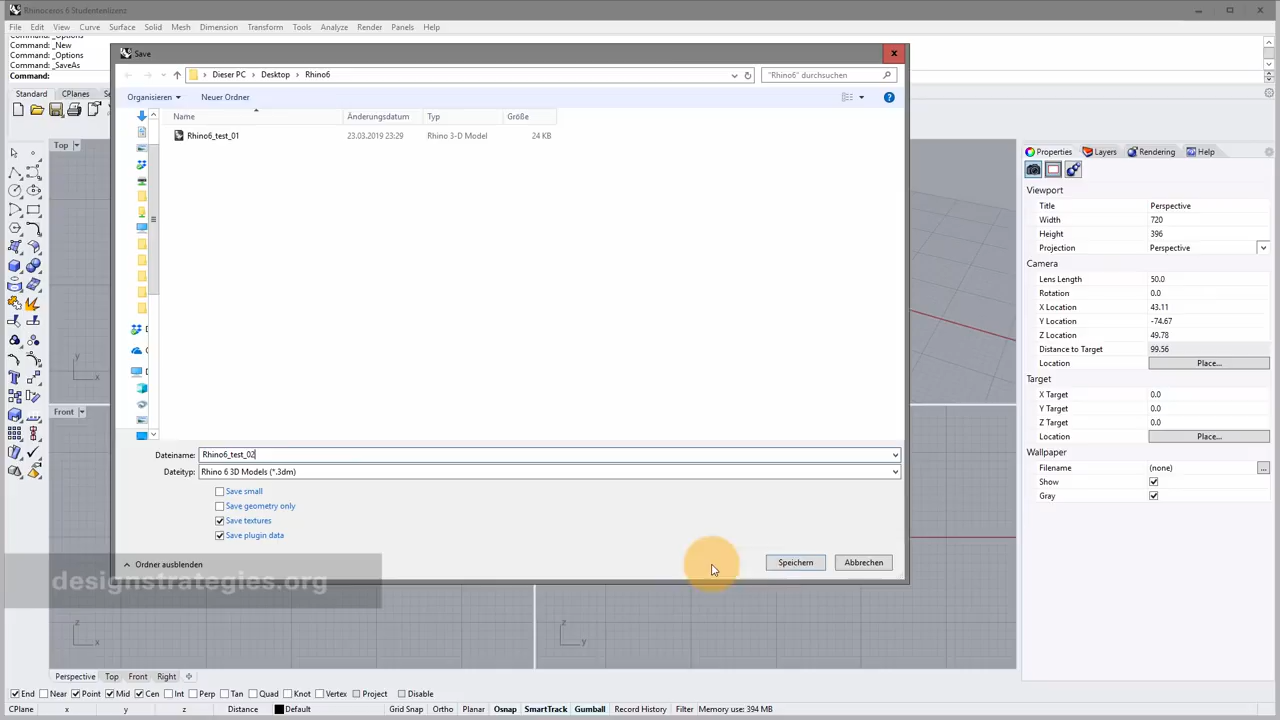 Rhinoceros 6 Studentenlizenz
File Edit View Curve Surface Solid Mesh Dimension Transform Tools Analyze Render Panels Help
Command: _New
Command: _Options
Command: _SaveAs
Command:
Standard CPlanes
Save
Dieser PC > Desktop > Rhino6
"Rhino6" durchsuchen
Organisieren
Neuer Ordner
Name Änderungsdatum Typ Größe
Rhino6_test_01 23.03.2019 23:29 Rhino 3-D Model 24 KB
Dateiname: Rhino6_test_02
Dateityp: Rhino 6 3D Models (*.3dm)
Save small
Save geometry only
Save textures
Save plugin data
Ordner ausblenden
Speichern
Abbrechen
designstrategies.org
Top
y
x
Front
z
x
z
y
Properties Layers Rendering Help
Viewport
Title Perspective
Width 720
Height 396
Projection Perspective
Camera
Lens Length 50.0
Rotation 0.0
X Location 43.11
Y Location -74.67
Z Location 49.78
Distance to Target 99.56
Location Place...
Target
X Target 0.0
Y Target 0.0
Z Target 0.0
Location Place...
Wallpaper
Filename (none) ...
Show
Gray
Perspective Top Front Right
End Near Point Mid Cen Int Perp Tan Quad Knot Vertex Project Disable
CPlane x y z Distance Default Grid Snap Ortho Planar Osnap SmartTrack Gumball Record History Filter Memory use: 394 MB